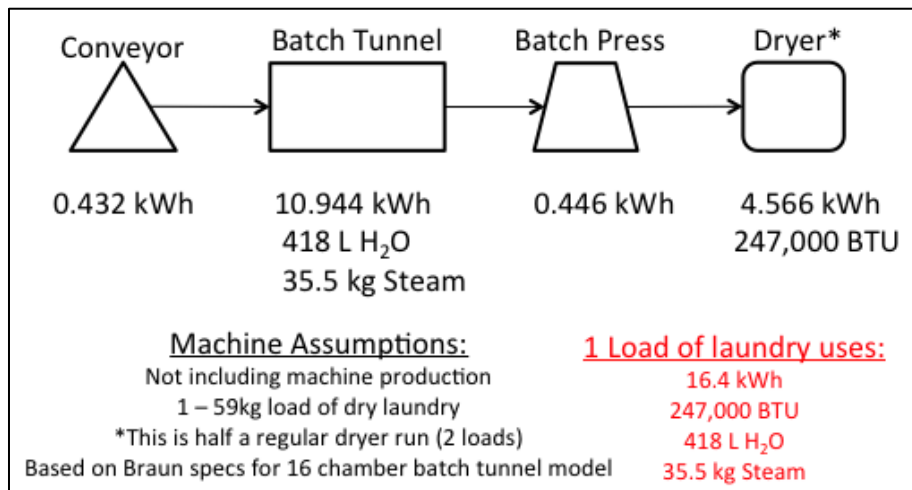 Conveyor
Batch Tunnel
Batch Press
Dryer*
0.432 kWh
10.944 kWh
418 L H₂O
35.5 kg Steam
0.446 kWh
4.566 kWh
247,000 BTU
Machine Assumptions:
Not including machine production
1 – 59kg load of dry laundry
*This is half a regular dryer run (2 loads)
Based on Braun specs for 16 chamber batch tunnel model
1 Load of laundry uses:
16.4 kWh
247,000 BTU
418 L H₂O
35.5 kg Steam